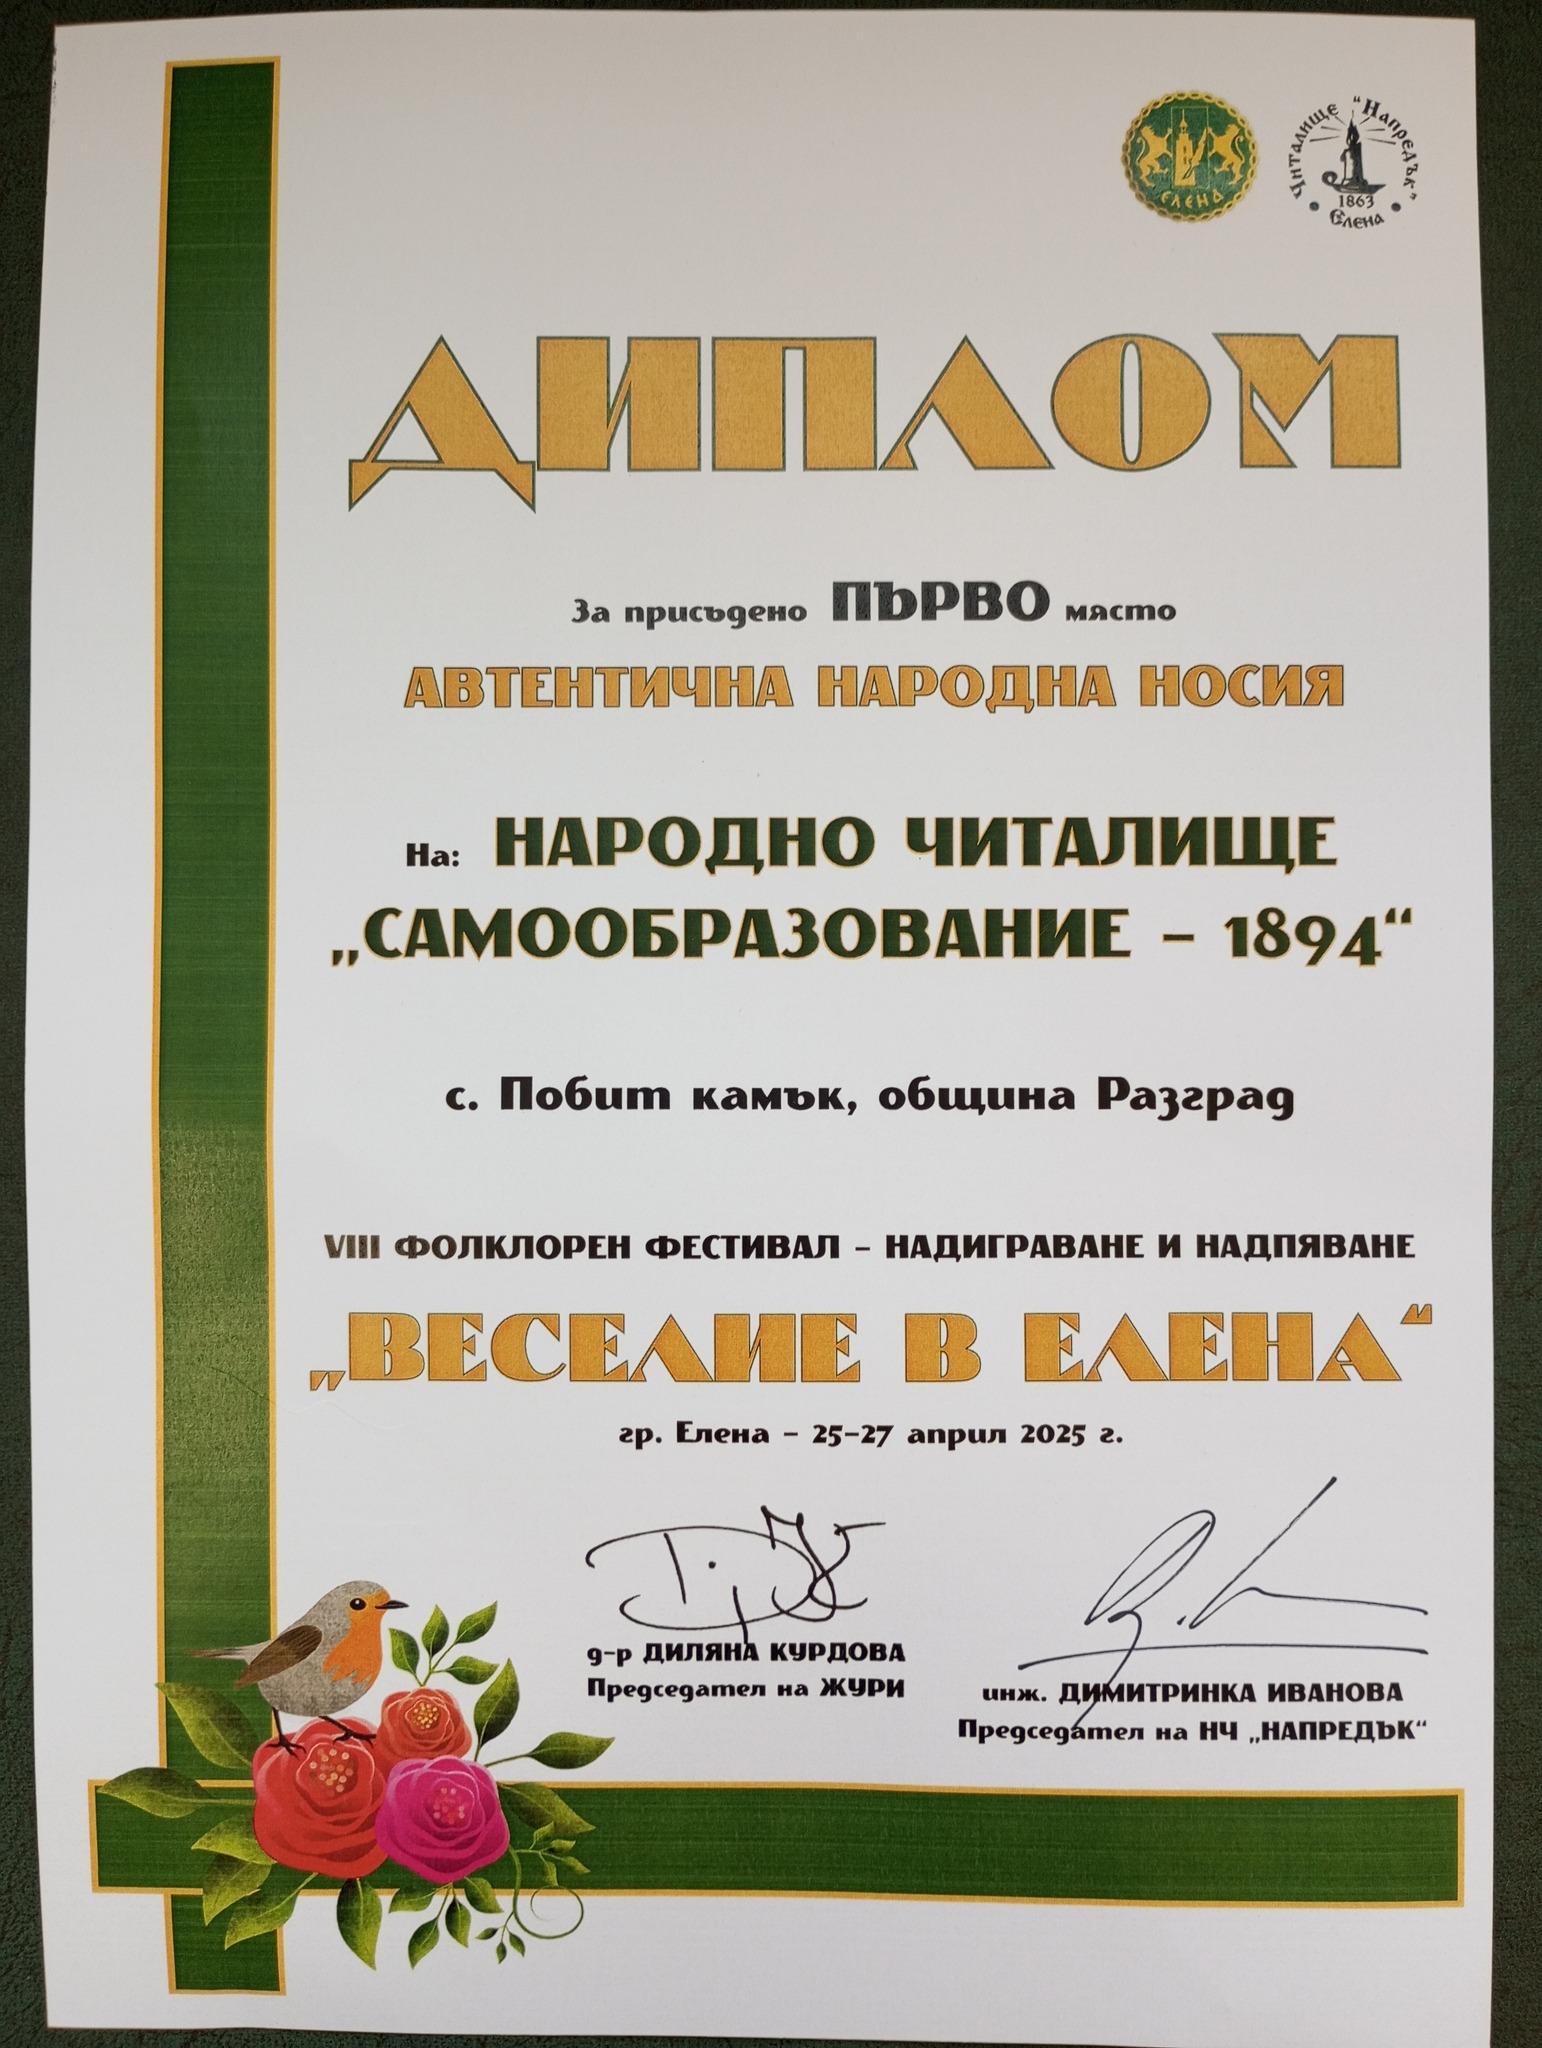 ЕЛЕНА
Читалище "Напредъкъ"
1863
Елена
ДИПЛОМ
За присъдено ПЪРВО място
АВТЕНТИЧНА НАРОДНА НОСИЯ
На: НАРОДНО ЧИТАЛИЩЕ
„САМООБРАЗОВАНИЕ – 1894“
с. Побит камък, община Разград
VIII ФОЛКЛОРЕН ФЕСТИВАЛ – НАДИГРАВАНЕ И НАДПЯВАНЕ
„ВЕСЕЛИЕ В ЕЛЕНА“
гр. Елена – 25–27 април 2025 г.
д-р ДИЛЯНА КУРДОВА
Председател на ЖУРИ
инж. ДИМИТРИНКА ИВАНОВА
Председател на НЧ „НАПРЕДЪК“